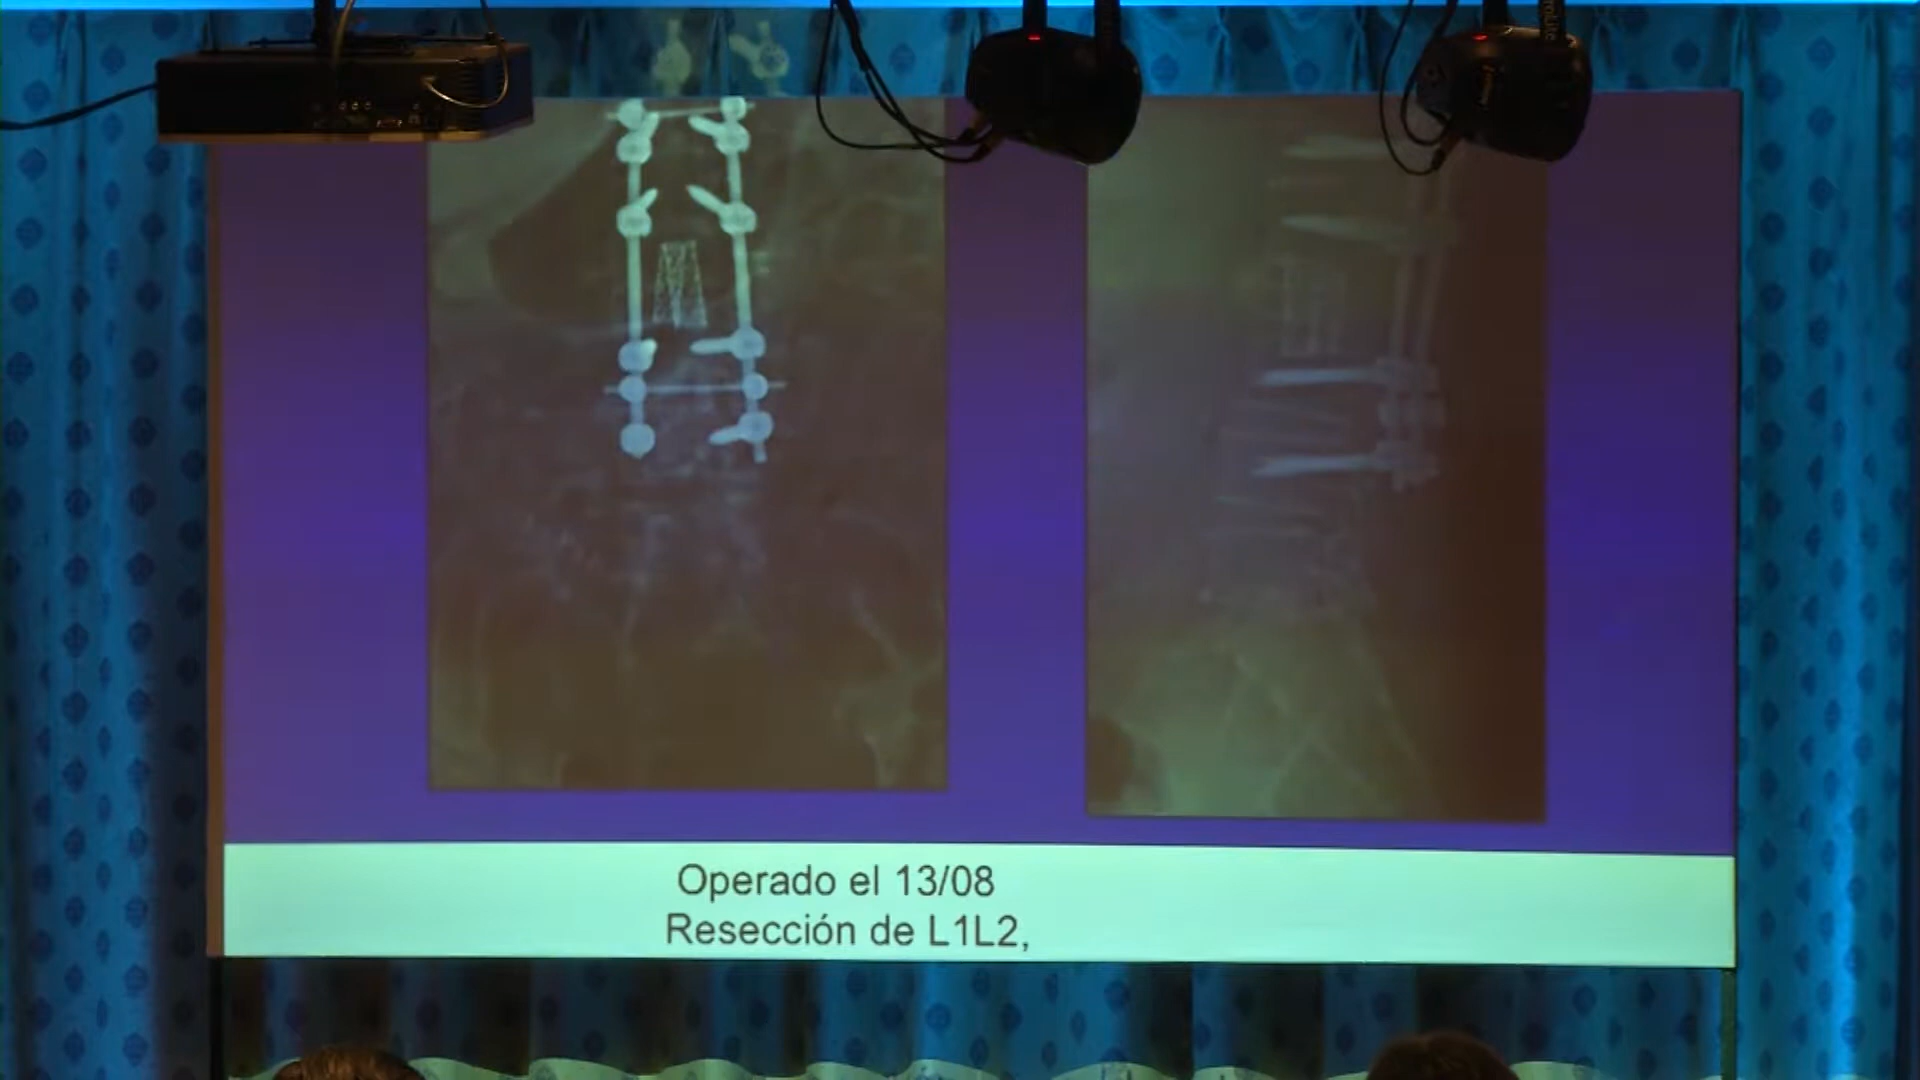 Operado el 13/08
Resección de L1L2,